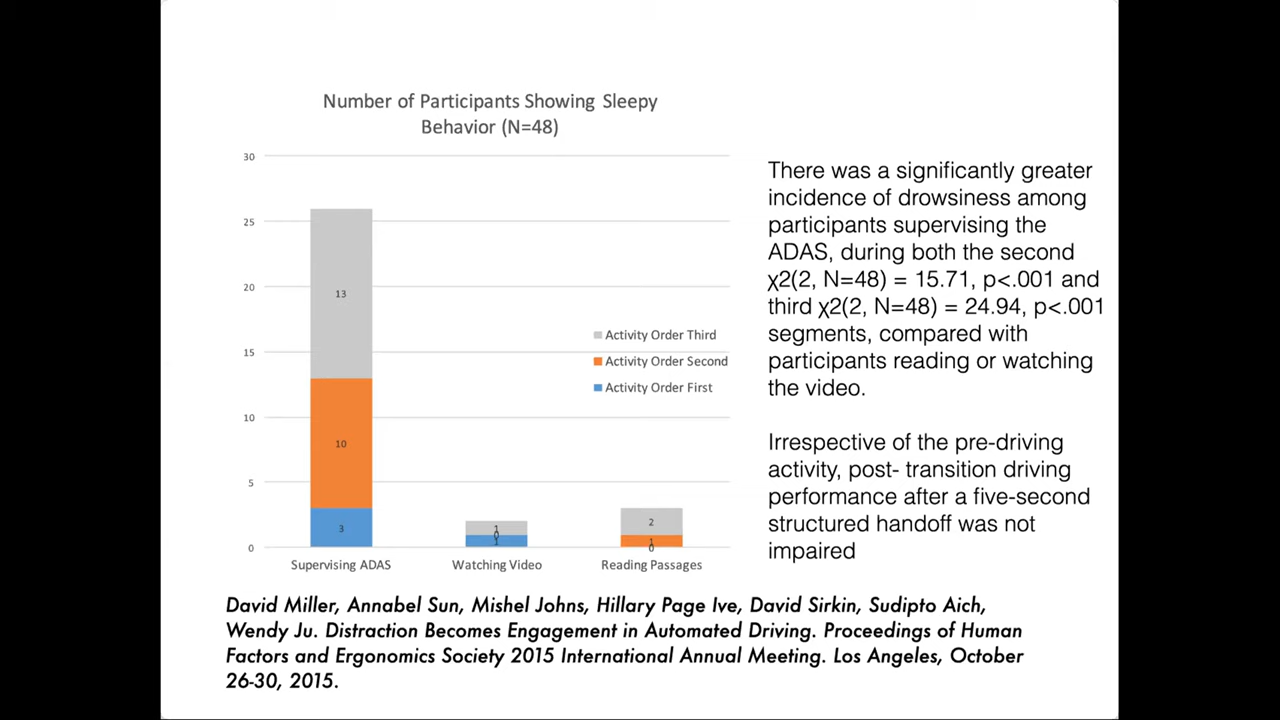 Number of Participants Showing Sleepy
Behavior (N=48)
30
25
20
15
10
5
0
13
10
3
1
0
1
2
1
0
Activity Order Third
Activity Order Second
Activity Order First
Supervising ADAS
Watching Video
Reading Passages
There was a significantly greater
incidence of drowsiness among
participants supervising the
ADAS, during both the second
χ2(2, N=48) = 15.71, p<.001 and
third χ2(2, N=48) = 24.94, p<.001
segments, compared with
participants reading or watching
the video.
Irrespective of the pre-driving
activity, post- transition driving
performance after a five-second
structured handoff was not
impaired
David Miller, Annabel Sun, Mishel Johns, Hillary Page Ive, David Sirkin, Sudipto Aich,
Wendy Ju. Distraction Becomes Engagement in Automated Driving. Proceedings of Human
Factors and Ergonomics Society 2015 International Annual Meeting. Los Angeles, October
26-30, 2015.